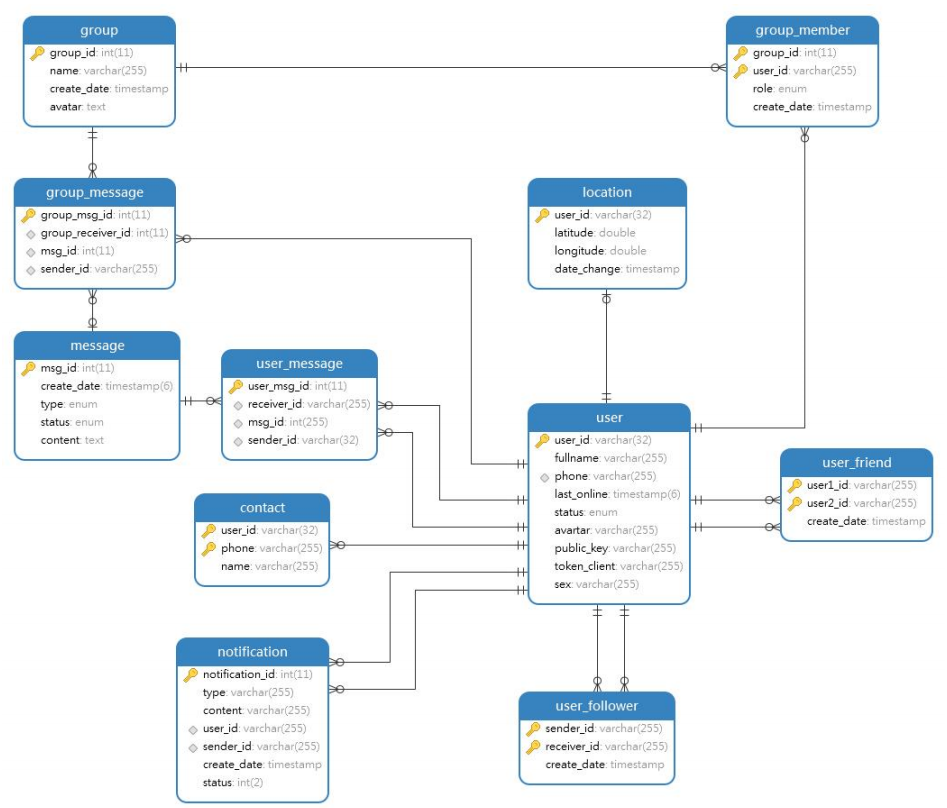 group
group_id: int(11)
name: varchar(255)
create_date: timestamp
avatar: text
group_member
group_id: int(11)
user_id: varchar(255)
role: enum
create_date: timestamp
group_message
group_msg_id: int(11)
group_receiver_id: int(11)
msg_id: int(11)
sender_id: varchar(255)
location
user_id: varchar(32)
latitude: double
longitude: double
date_change: timestamp
message
msg_id: int(11)
create_date: timestamp(6)
type: enum
status: enum
content: text
user_message
user_msg_id: int(11)
receiver_id: varchar(255)
msg_id: int(255)
sender_id: varchar(32)
user
user_id: varchar(32)
fullname: varchar(255)
phone: varchar(255)
last_online: timestamp(6)
status: enum
avartar: varchar(255)
public_key: varchar(255)
token_client: varchar(255)
sex: varchar(255)
user_friend
user1_id: varchar(255)
user2_id: varchar(255)
create_date: timestamp
contact
user_id: varchar(32)
phone: varchar(255)
name: varchar(255)
notification
notification_id: int(11)
type: varchar(255)
content: varchar(255)
user_id: varchar(255)
sender_id: varchar(255)
create_date: timestamp
status: int(2)
user_follower
sender_id: varchar(255)
receiver_id: varchar(255)
create_date: timestamp